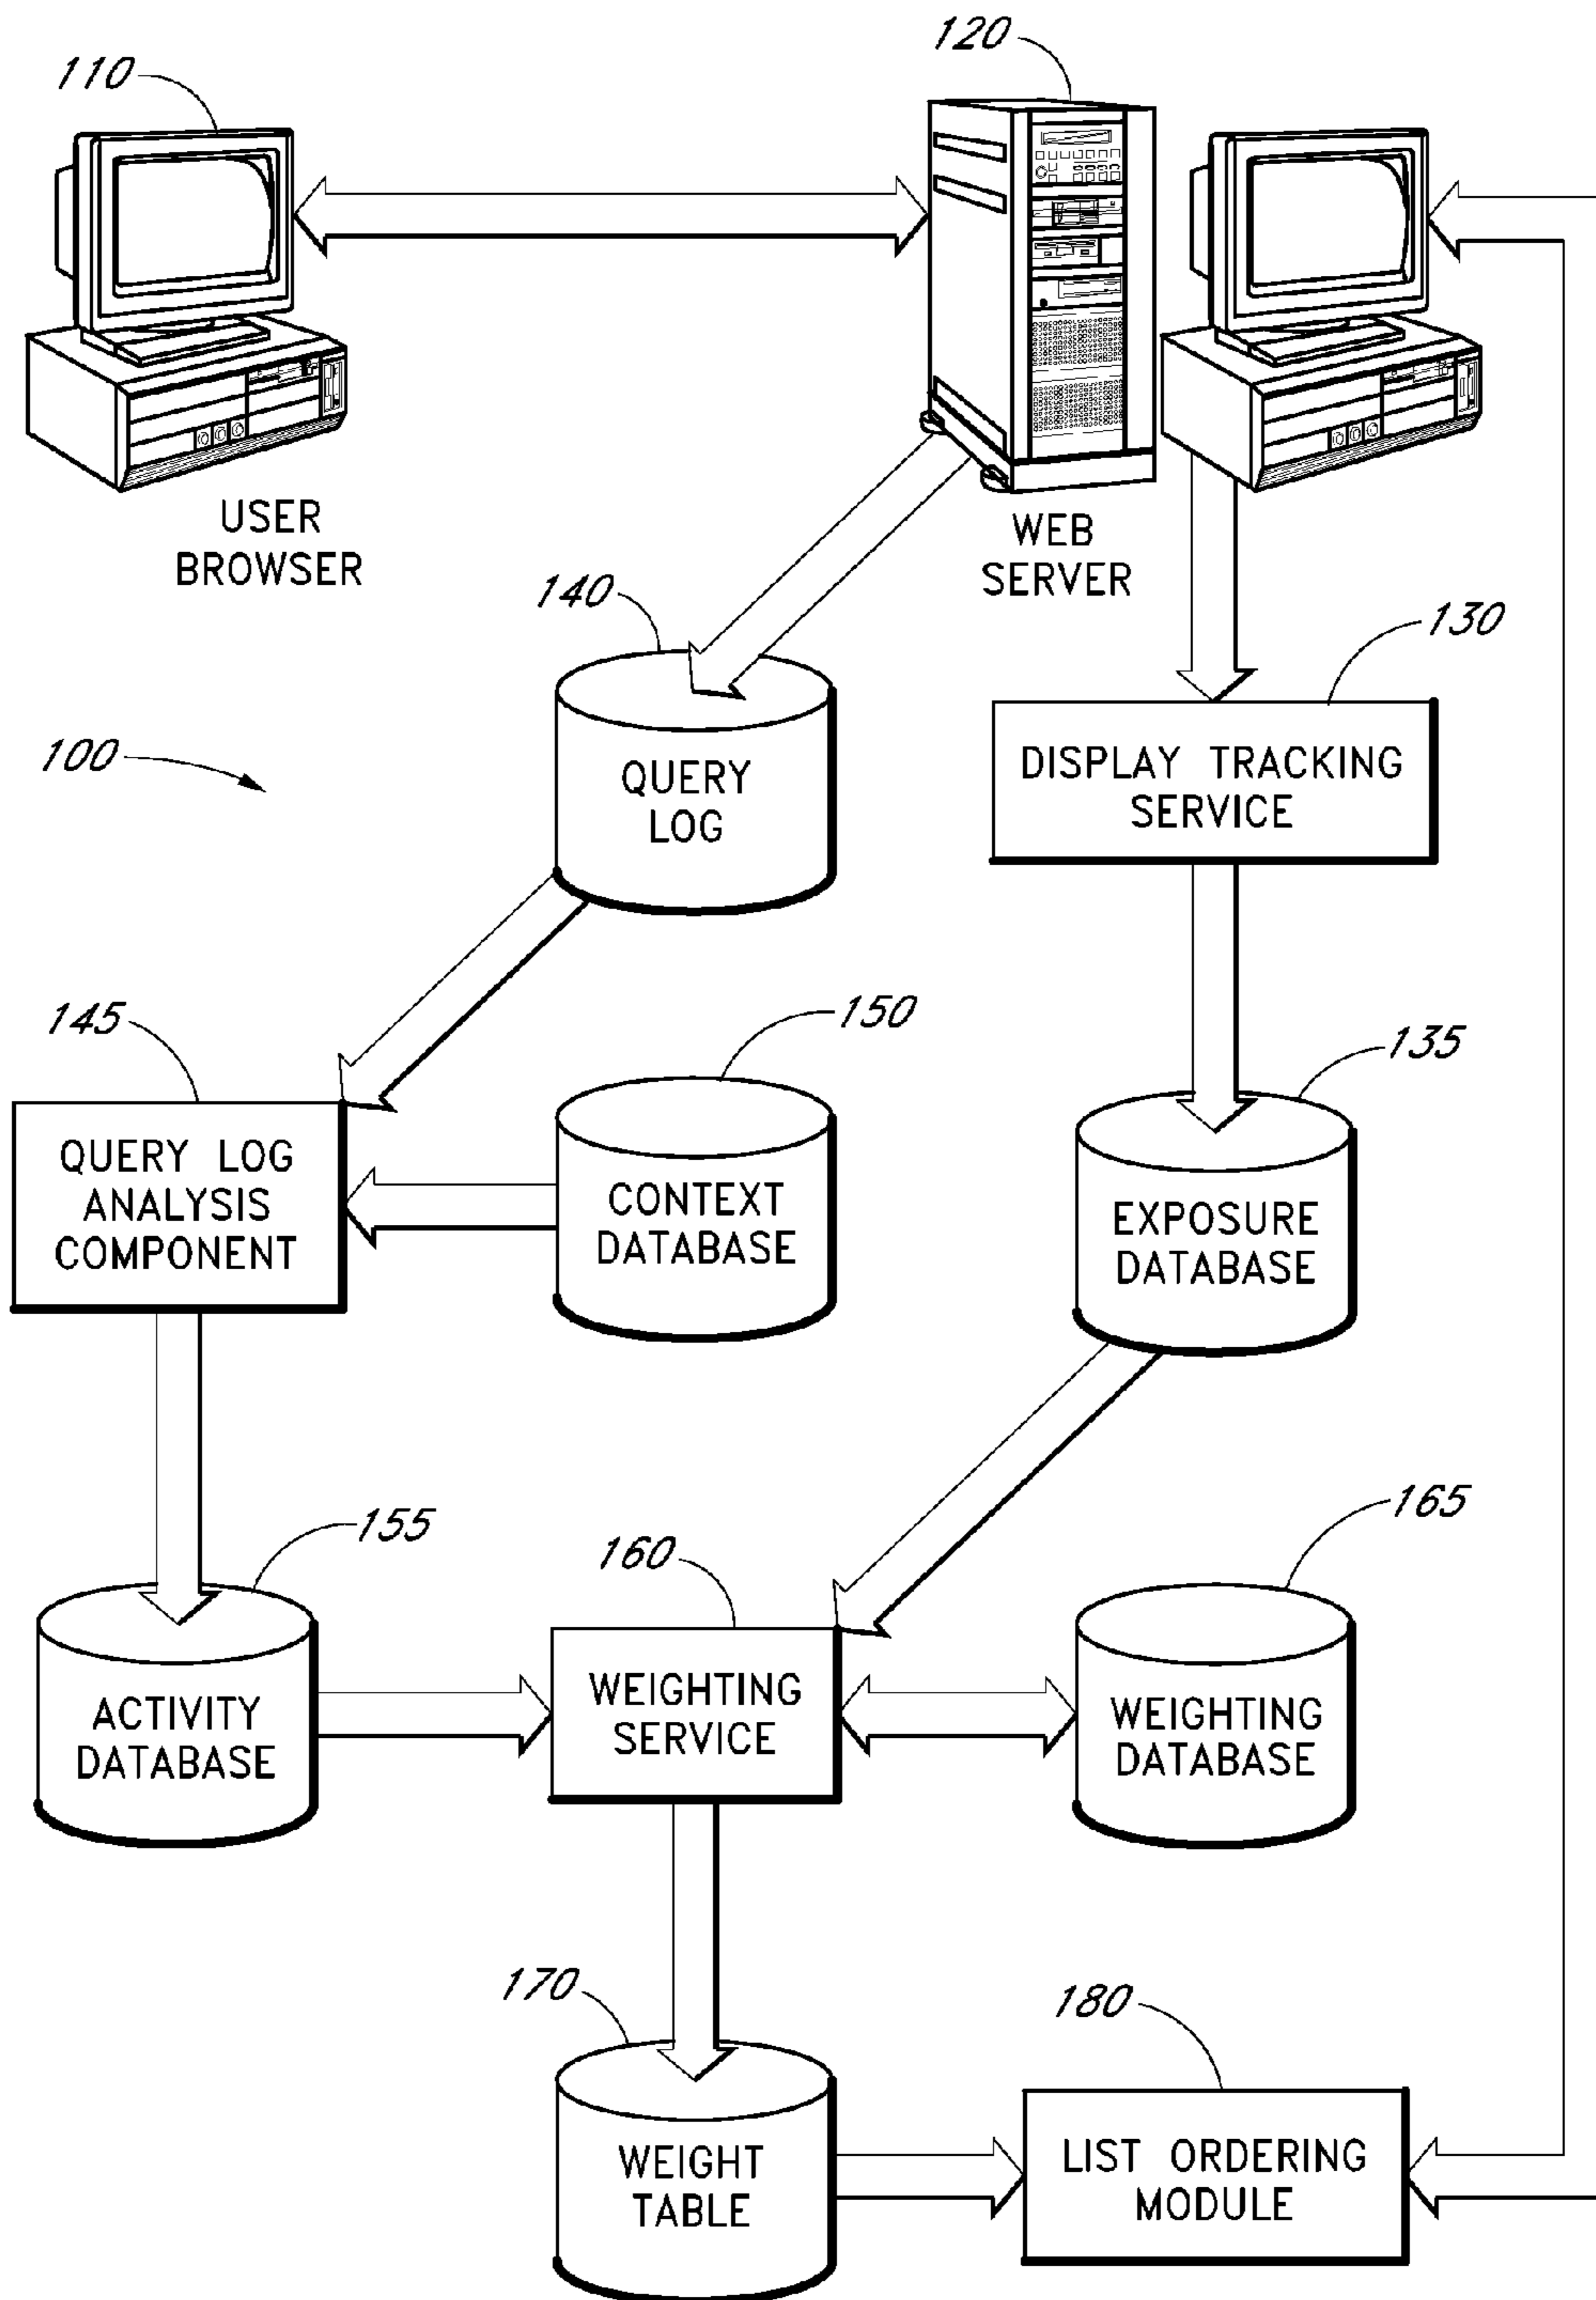 110
120
USER
BROWSER
WEB
SERVER
140
130
100
QUERY
LOG
DISPLAY TRACKING
SERVICE
145
150
135
QUERY LOG
ANALYSIS
COMPONENT
CONTEXT
DATABASE
EXPOSURE
DATABASE
155
160
165
ACTIVITY
DATABASE
WEIGHTING
SERVICE
WEIGHTING
DATABASE
170
180
WEIGHT
TABLE
LIST ORDERING
MODULE